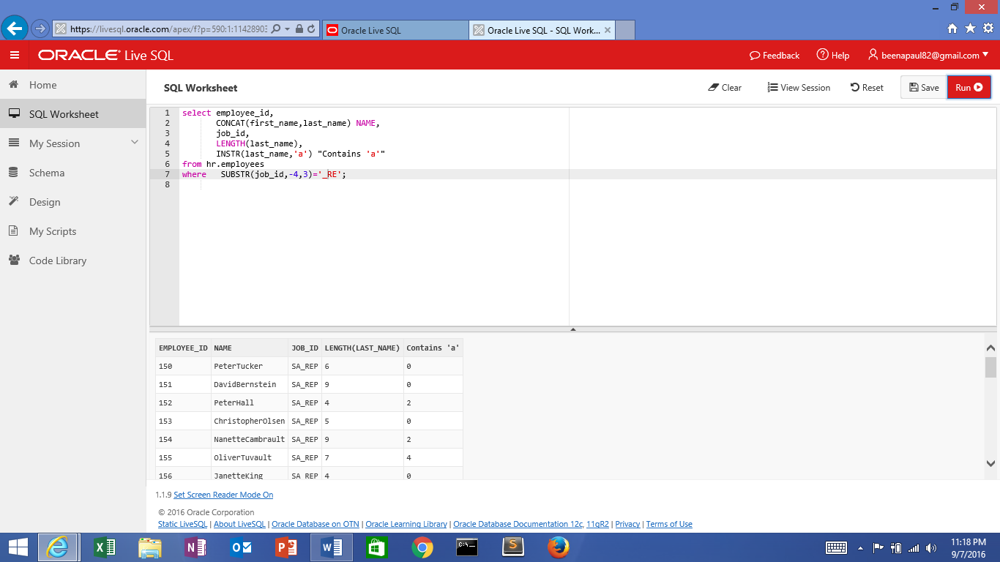 https://livesql.oracle.com/apex/f?p=590:1:11428903
Oracle Live SQL
Oracle Live SQL - SQL Work...
ORACLE Live SQL
Feedback
Help
beenapaul82@gmail.com
Home
SQL Worksheet
My Session
Schema
Design
My Scripts
Code Library
SQL Worksheet
Clear
View Session
Reset
Save
Run
1 select employee_id,
2 CONCAT(first_name,last_name) NAME,
3 job_id,
4 LENGTH(last_name),
5 INSTR(last_name,'a') "Contains 'a'"
6 from hr.employees
7 where SUBSTR(job_id,-4,3)='_RE';
8
EMPLOYEE_ID NAME JOB_ID LENGTH(LAST_NAME) Contains 'a'
150 PeterTucker SA_REP 6 0
151 DavidBernstein SA_REP 9 0
152 PeterHall SA_REP 4 2
153 ChristopherOlsen SA_REP 5 0
154 NanetteCambrault SA_REP 9 2
155 OliverTuvault SA_REP 7 4
156 JanetteKing SA_REP 4 0
1.1.9 Set Screen Reader Mode On
© 2016 Oracle Corporation
Static LiveSQL | About LiveSQL | Oracle Database on OTN | Oracle Learning Library | Oracle Database Documentation 12c, 11gR2 | Privacy | Terms of Use
11:18 PM
9/7/2016